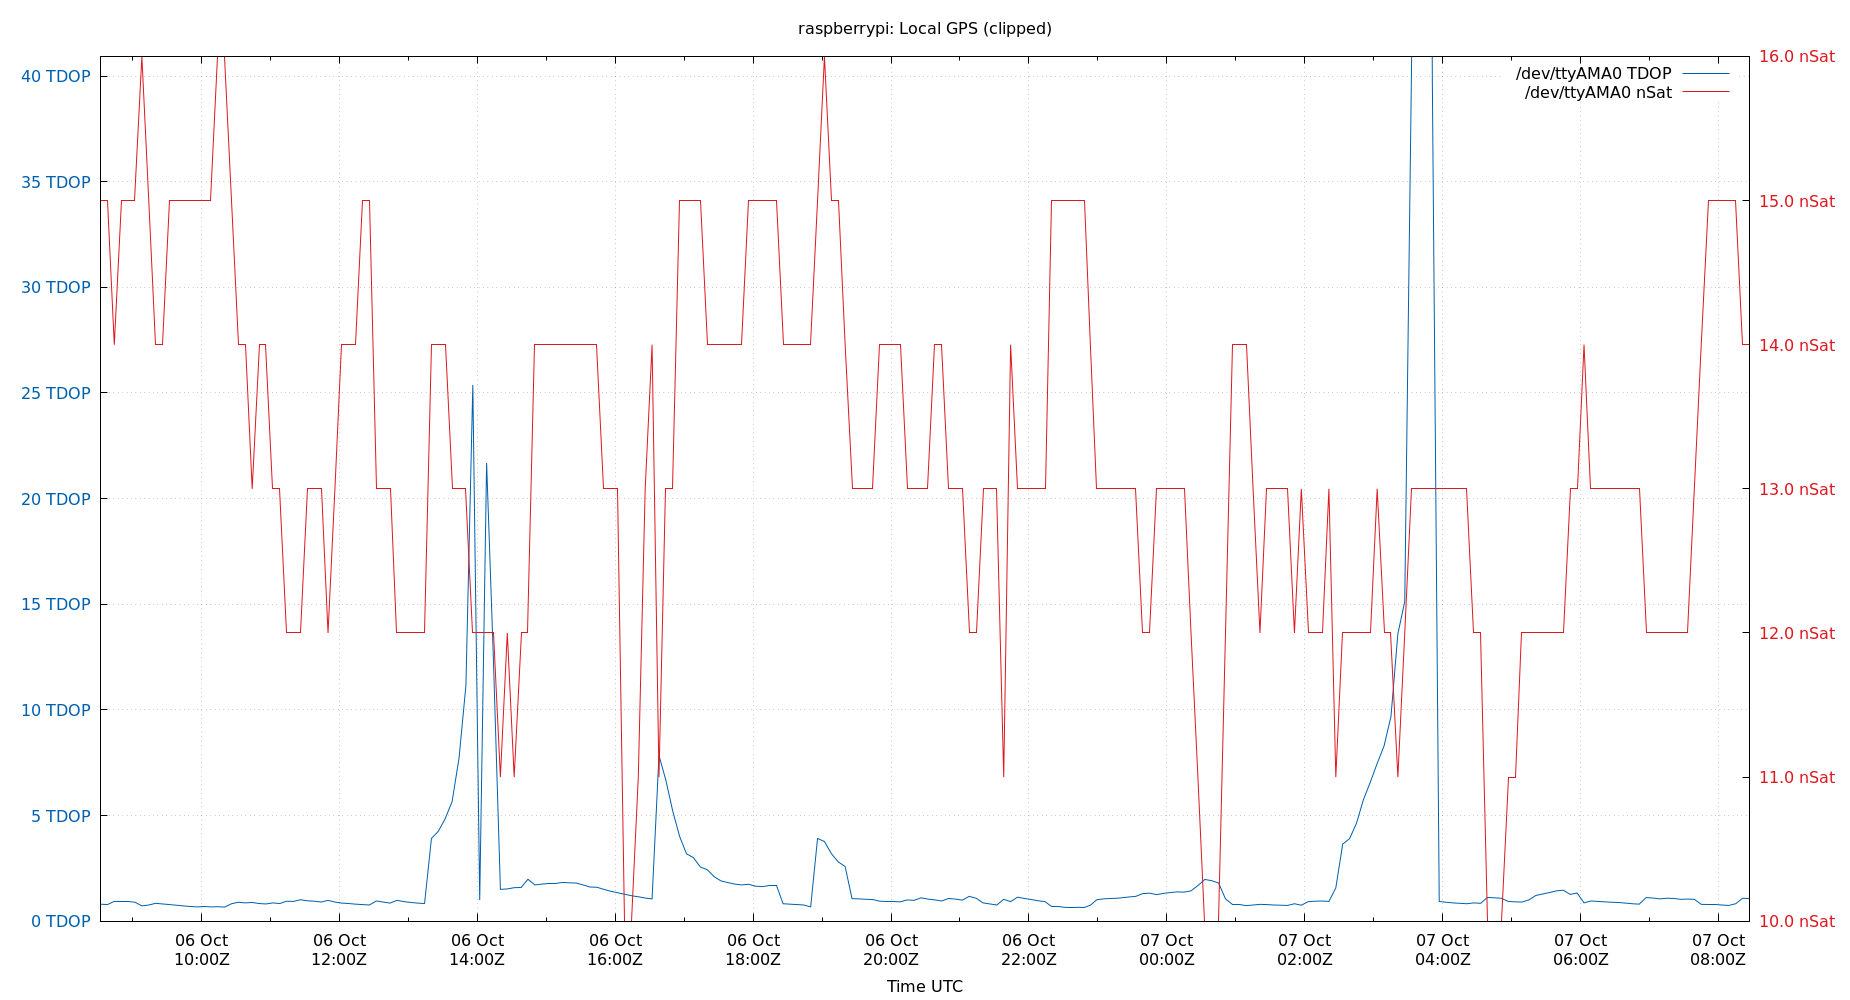 raspberrypi: Local GPS (clipped)
40 TDOP
35 TDOP
30 TDOP
25 TDOP
20 TDOP
15 TDOP
10 TDOP
5 TDOP
0 TDOP
16.0 nSat
15.0 nSat
14.0 nSat
13.0 nSat
12.0 nSat
11.0 nSat
10.0 nSat
/dev/ttyAMA0 TDOP
/dev/ttyAMA0 nSat
06 Oct
10:00Z
06 Oct
12:00Z
06 Oct
14:00Z
06 Oct
16:00Z
06 Oct
18:00Z
06 Oct
20:00Z
06 Oct
22:00Z
07 Oct
00:00Z
07 Oct
02:00Z
07 Oct
04:00Z
07 Oct
06:00Z
07 Oct
08:00Z
Time UTC